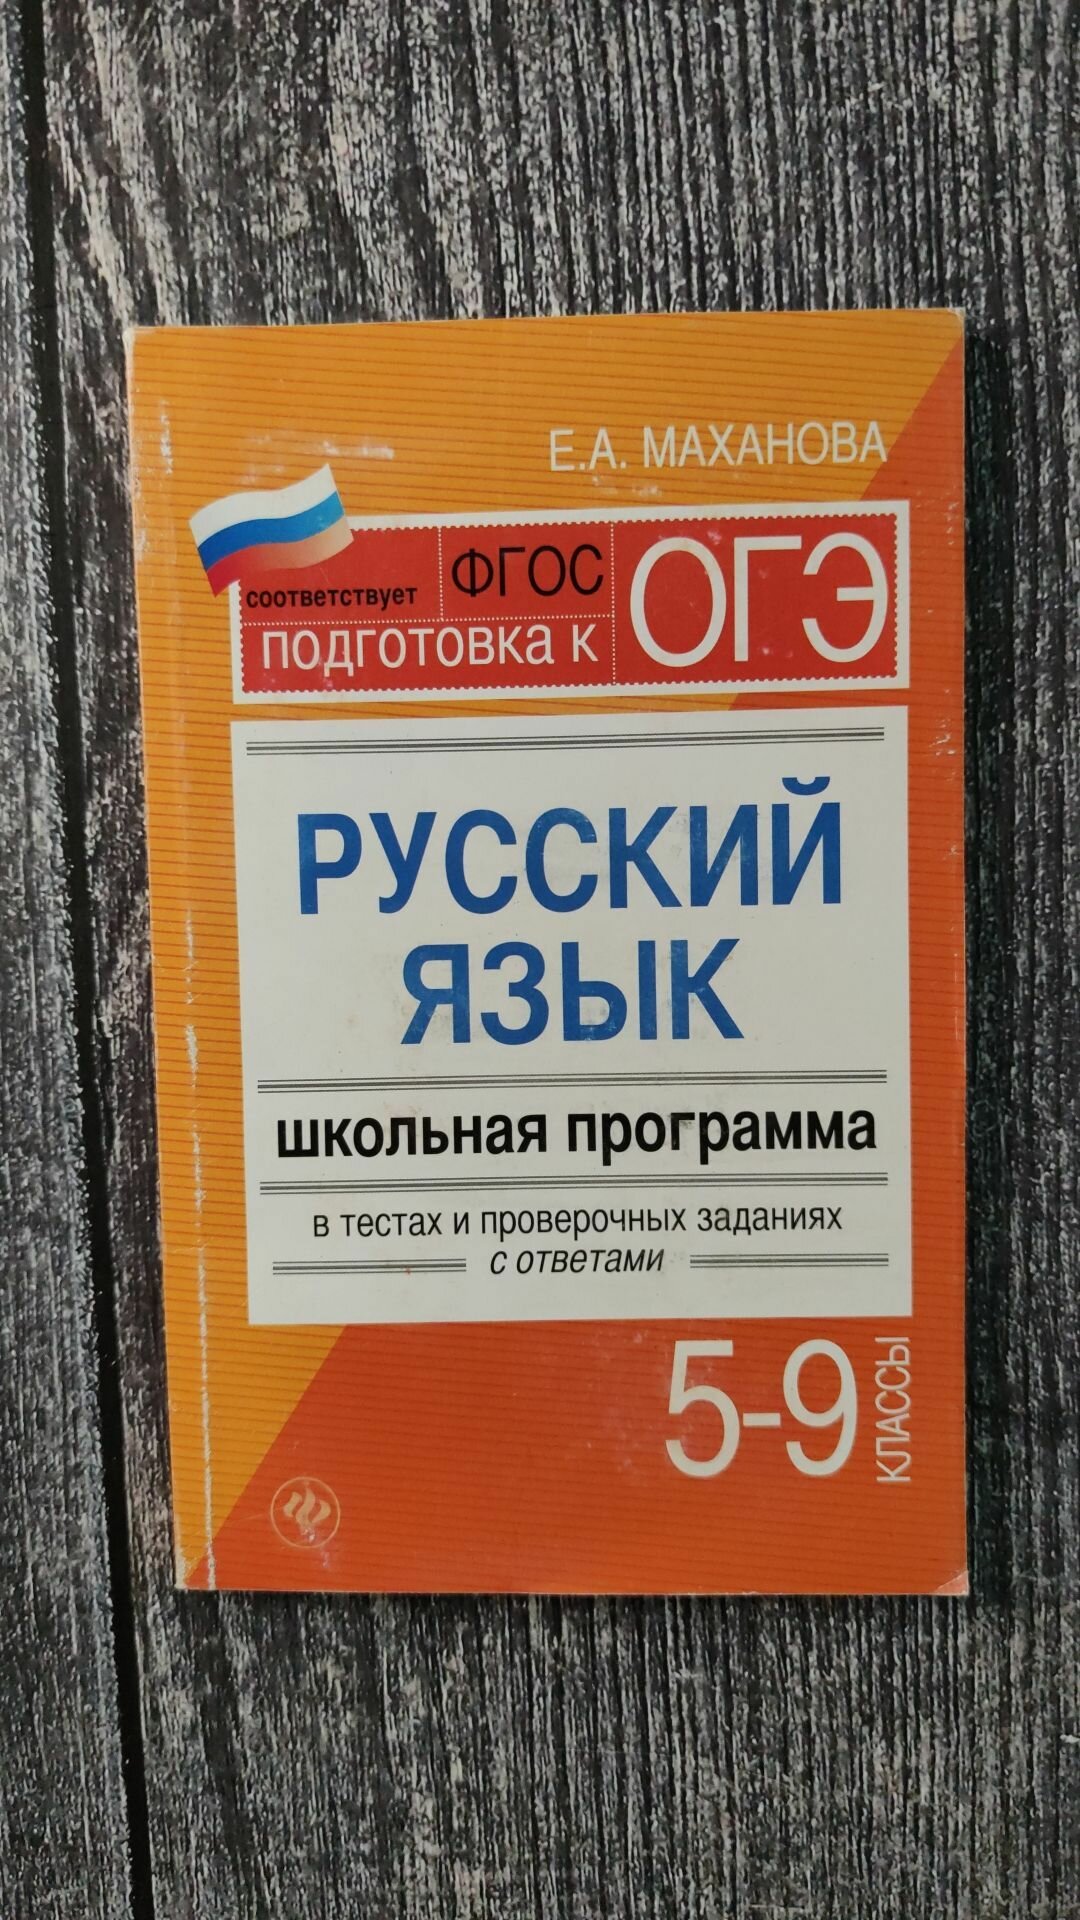 Е.А. МАХАНОВА
соответствует ФГОС
ПОДГОТОВКА К ОГЭ
РУССКИЙ
ЯЗЫК
школьная программа
в тестах и проверочных заданиях
с ответами
5-9 КЛАССЫ